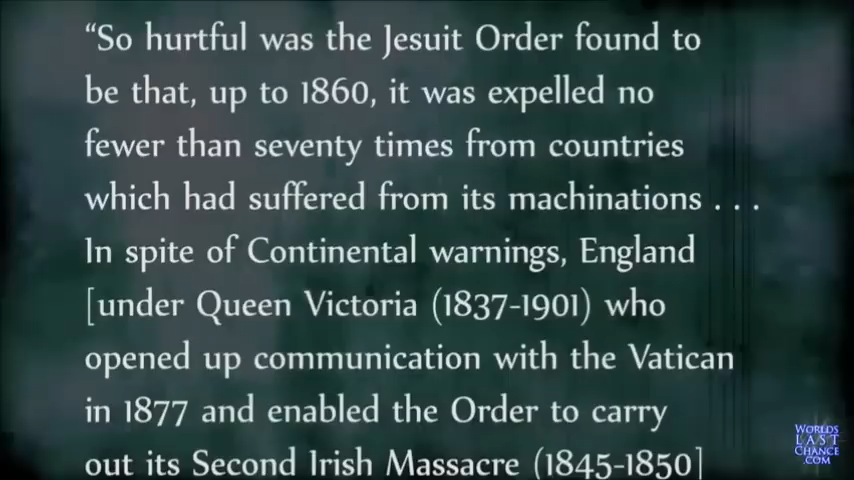 “So hurtful was the Jesuit Order found to
be that, up to 1860, it was expelled no
fewer than seventy times from countries
which had suffered from its machinations . . .
In spite of Continental warnings, England
[under Queen Victoria (1837-1901) who
opened up communication with the Vatican
in 1877 and enabled the Order to carry
out its Second Irish Massacre (1845-1850]
WORLDS
LAST
CHANCE
.COM